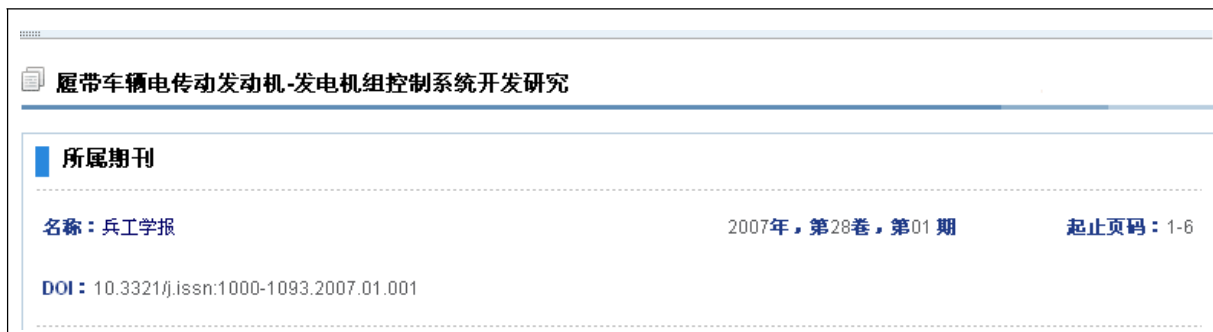 履带车辆电传动发动机-发电机组控制系统开发研究
所属期刊
名称：兵工学报 2007年，第28卷，第01 期 起止页码：1-6
DOI：10.3321/j.issn:1000-1093.2007.01.001